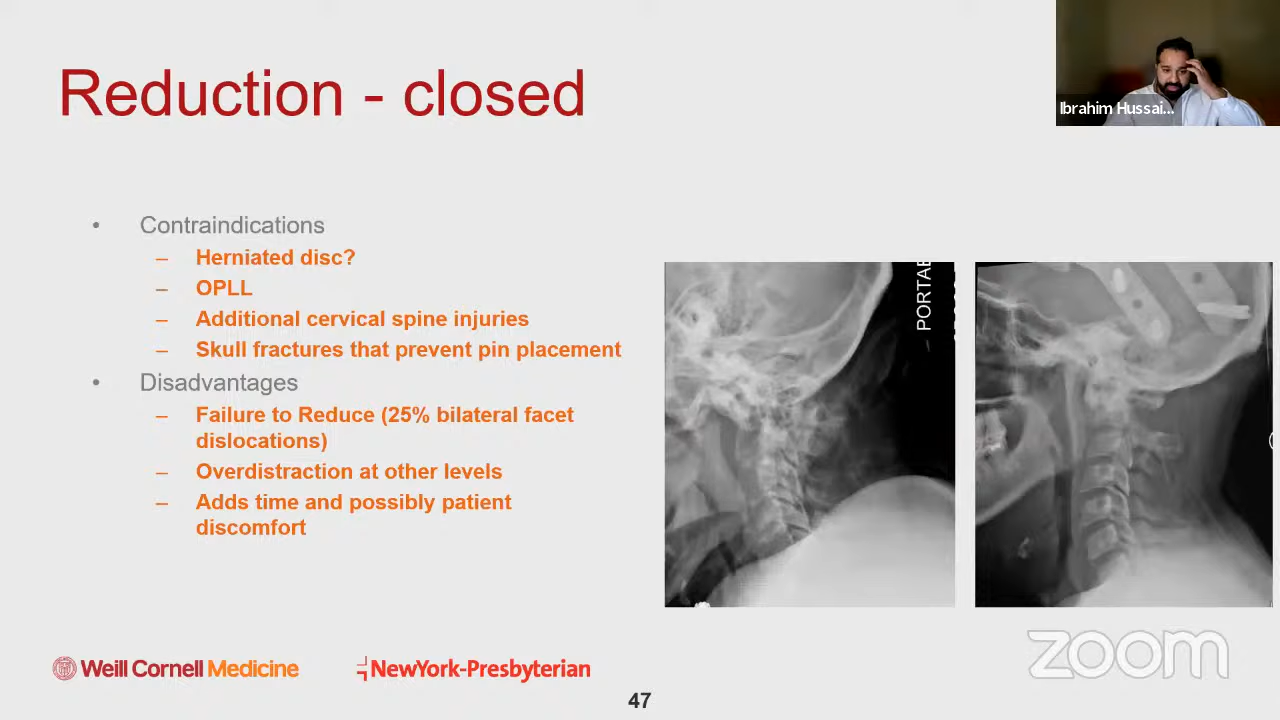 Reduction - closed
Ibrahim Hussai...
• Contraindications
– Herniated disc?
– OPLL
– Additional cervical spine injuries
– Skull fractures that prevent pin placement
• Disadvantages
– Failure to Reduce (25% bilateral facet
dislocations)
– Overdistraction at other levels
– Adds time and possibly patient
discomfort
Weill Cornell Medicine
NewYork-Presbyterian
zoom
47